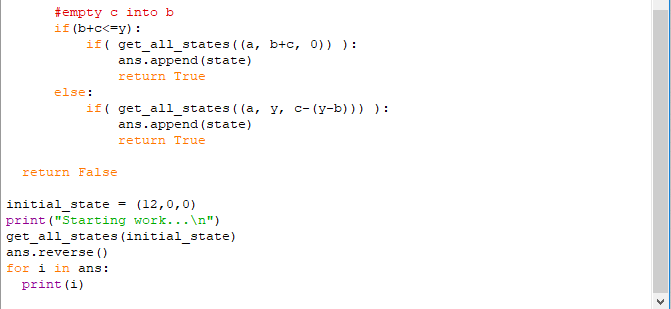 #empty c into b
if(b+c<=y):
if( get_all_states((a, b+c, 0)) ):
ans.append(state)
return True
else:
if( get_all_states((a, y, c-(y-b))) ):
ans.append(state)
return True
return False
initial_state = (12,0,0)
print("Starting work...\n")
get_all_states(initial_state)
ans.reverse()
for i in ans:
print(i)